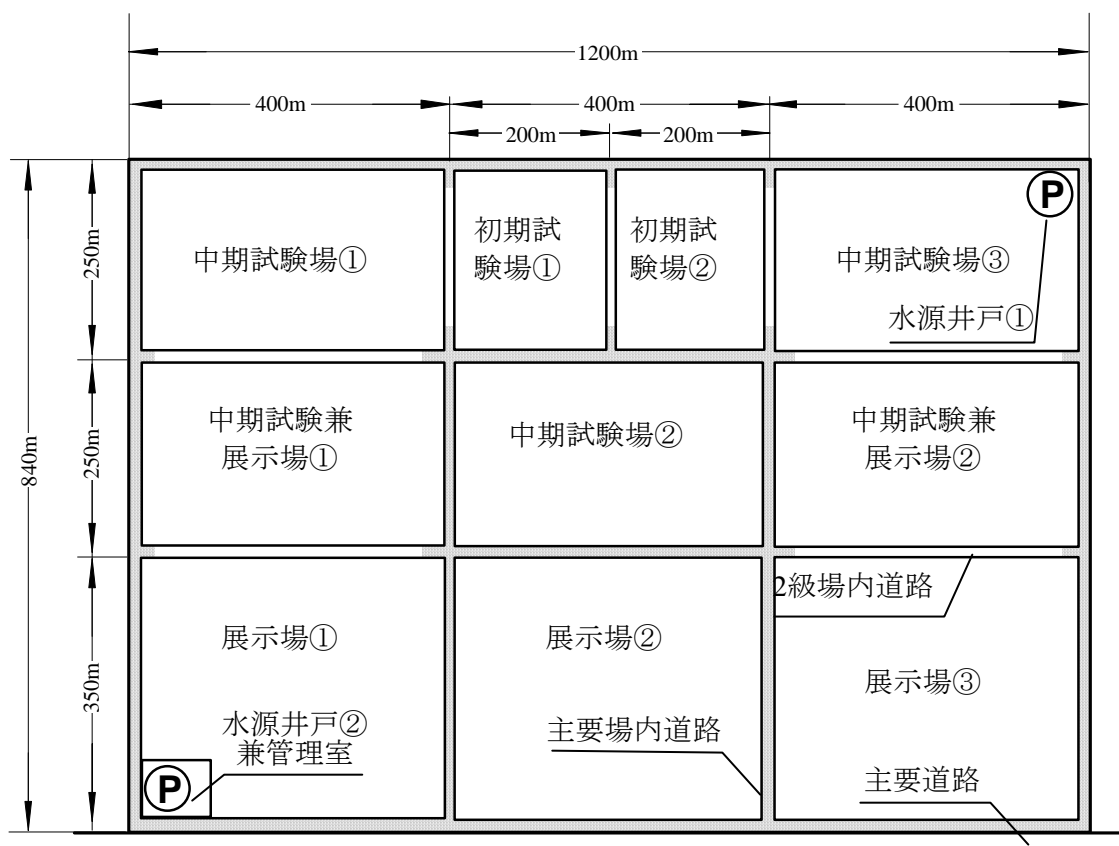 1200m
400m
400m
400m
200m
200m
840m
250m
250m
350m
中期試験場①
初期試
験場①
初期試
験場②
中期試験場③
P
水源井戸①
中期試験兼
展示場①
中期試験場②
中期試験兼
展示場②
2級場内道路
展示場①
展示場②
展示場③
水源井戸②
兼管理室
P
主要場内道路
主要道路